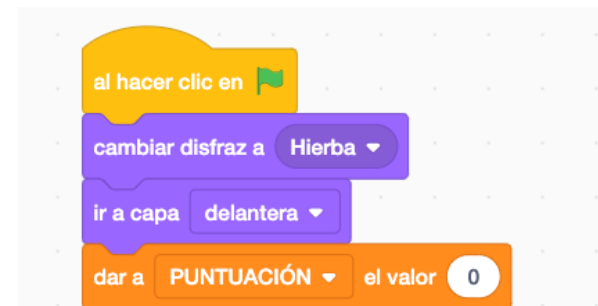 al hacer clic en
cambiar disfraz a Hierba
ir a capa delantera
dar a PUNTUACIÓN el valor 0